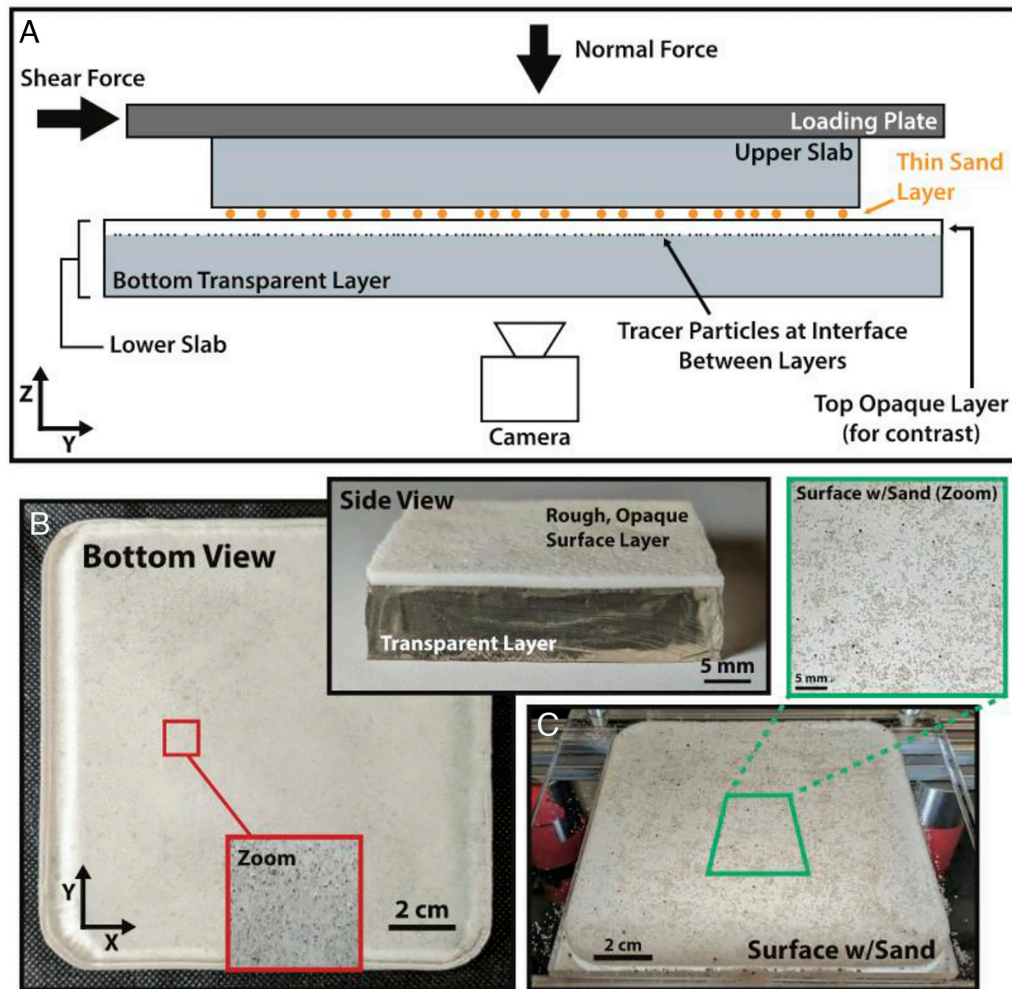 A
Normal Force
Shear Force
Loading Plate
Upper Slab
Thin Sand
Layer
Bottom Transparent Layer
Lower Slab
Tracer Particles at Interface
Between Layers
Z
Y
Camera
Top Opaque Layer
(for contrast)
B
Bottom View
Zoom
Y
X
2 cm
Side View
Rough, Opaque
Surface Layer
Transparent Layer
5 mm
Surface w/Sand (Zoom)
5 mm
C
2 cm
Surface w/Sand